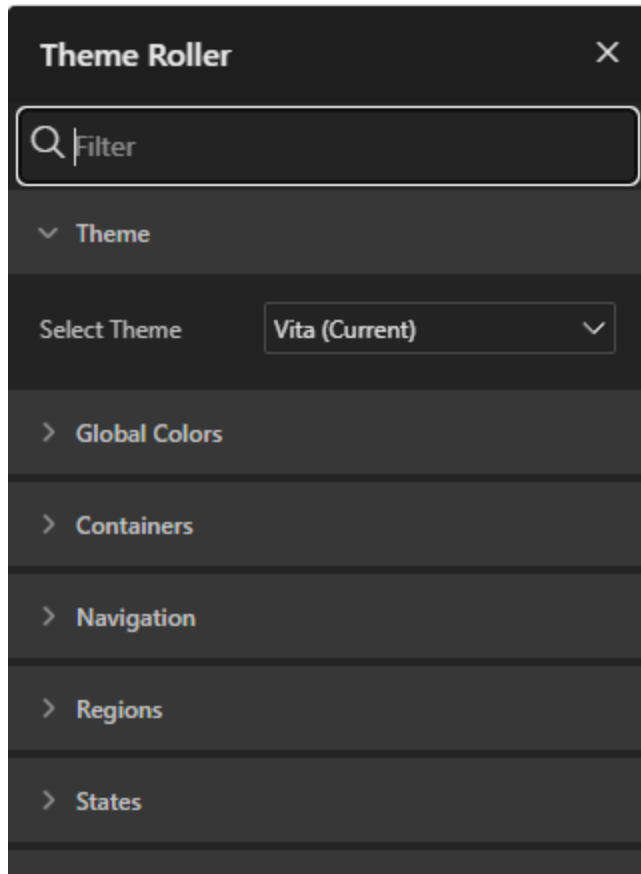 Theme Roller
Filter
Theme
Select Theme Vita (Current)
Global Colors
Containers
Navigation
Regions
States